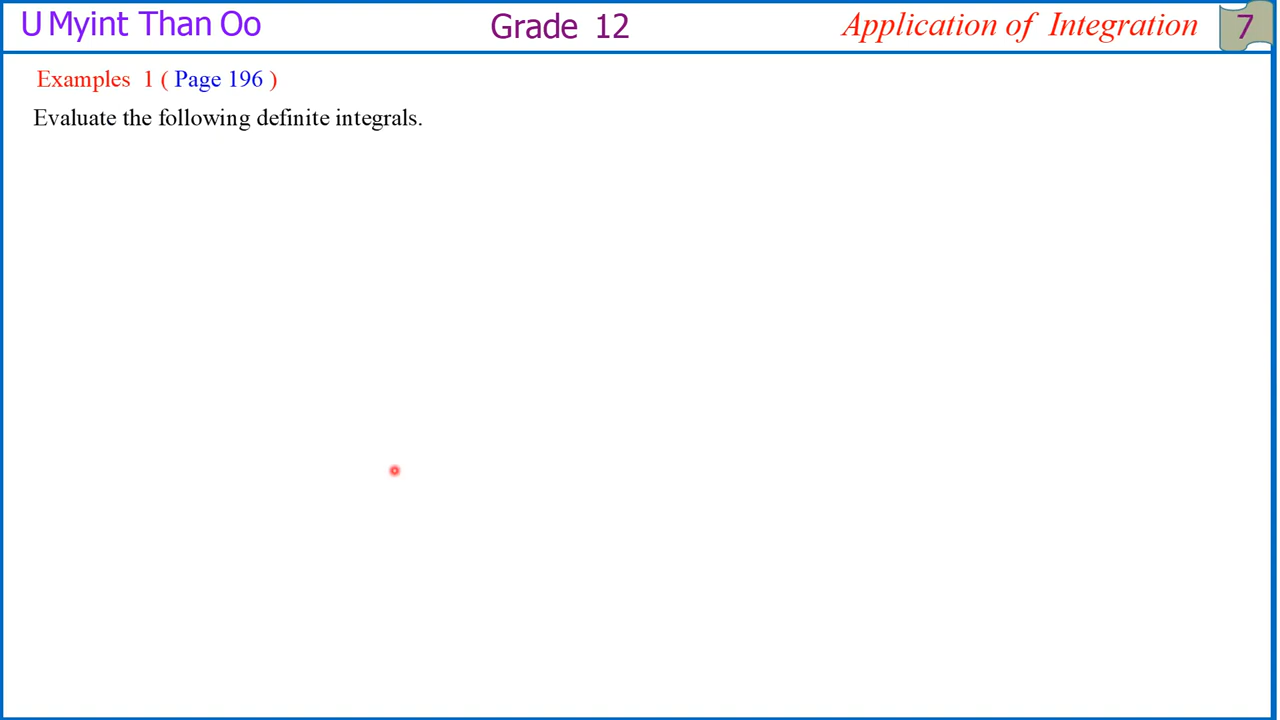 U Myint Than Oo Grade 12 Application of Integration 7
Examples 1 ( Page 196 )
Evaluate the following definite integrals.